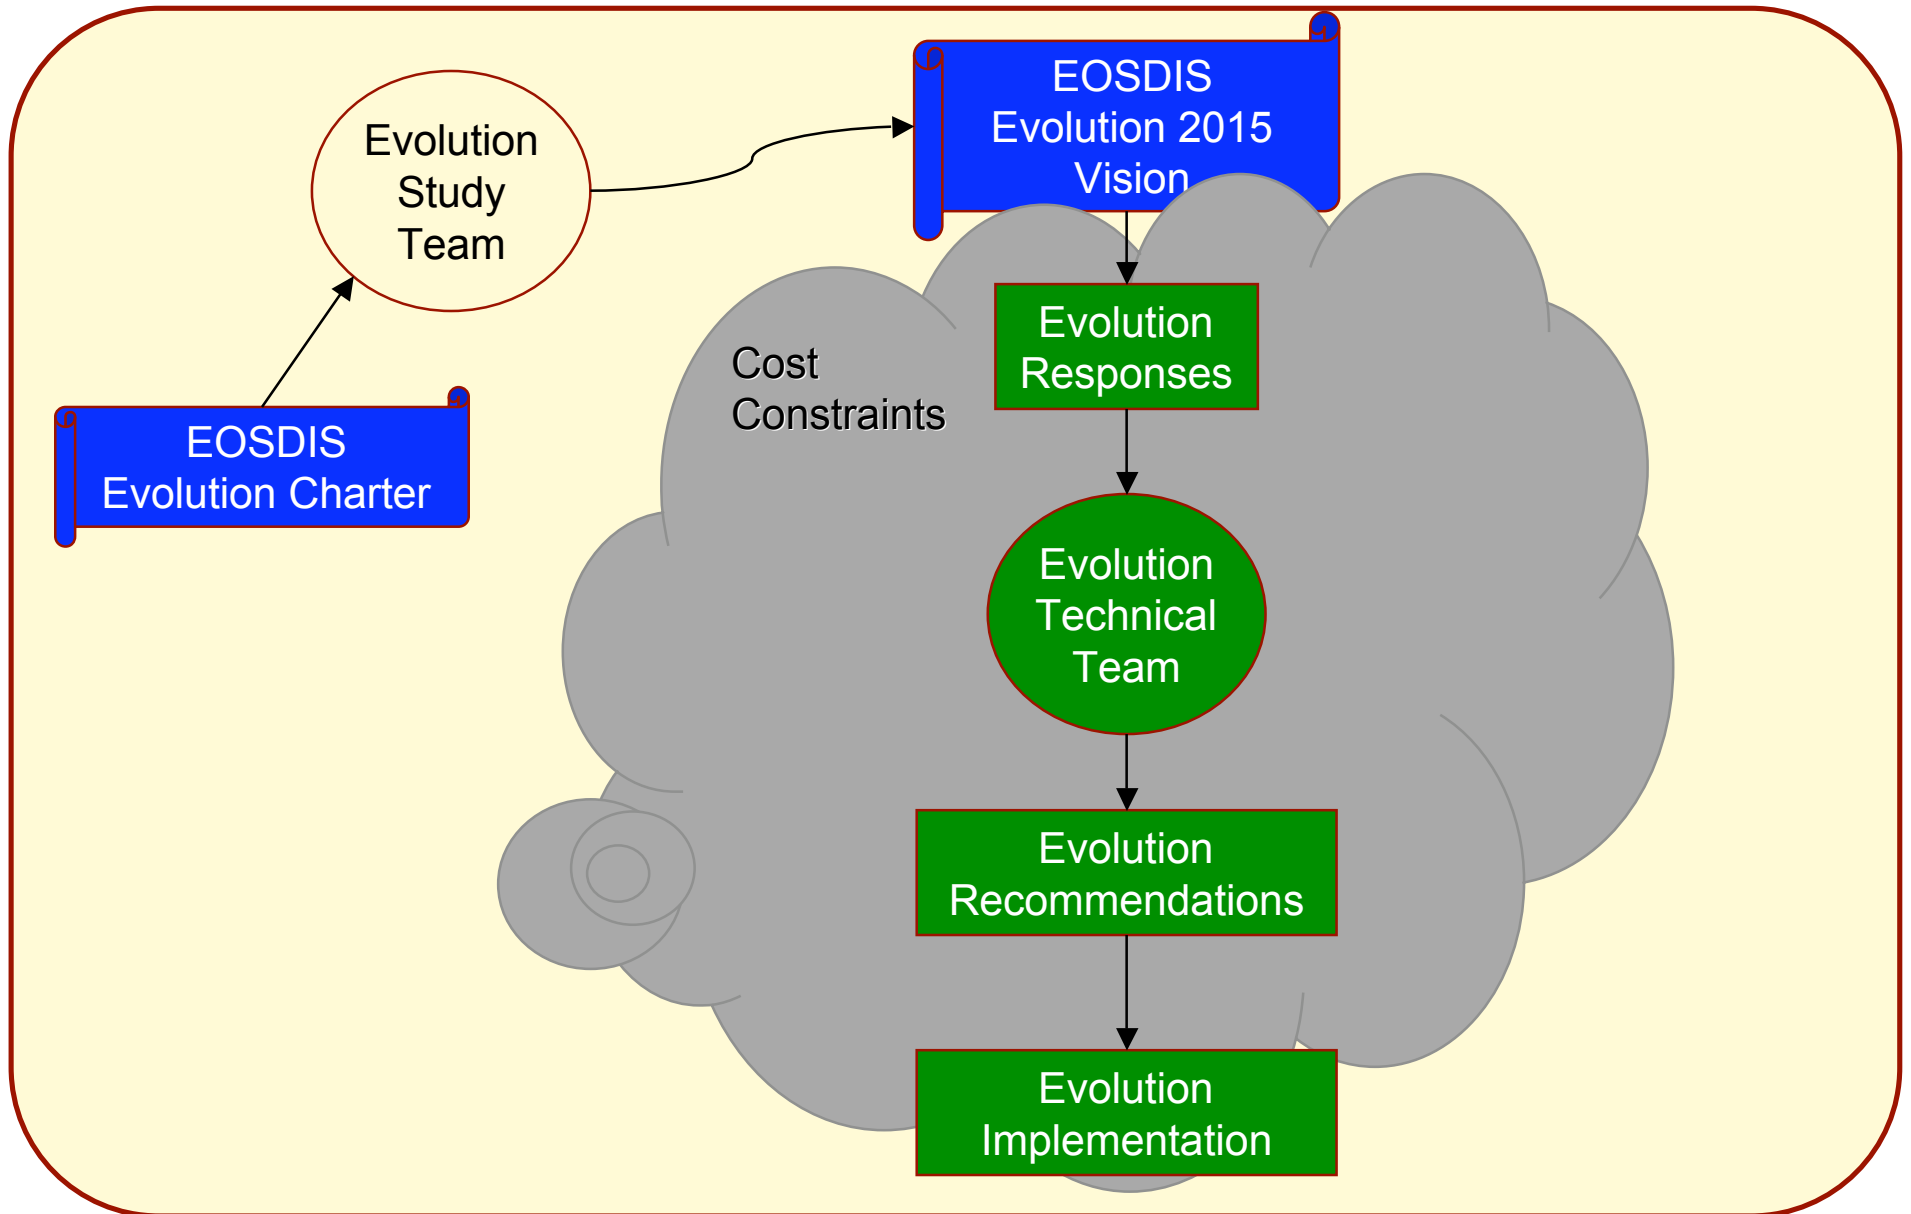 EOSDIS
Evolution 2015
Vision
Evolution
Study
Team
EOSDIS
Evolution Charter
Cost
Constraints
Evolution
Responses
Evolution
Technical
Team
Evolution
Recommendations
Evolution
Implementation